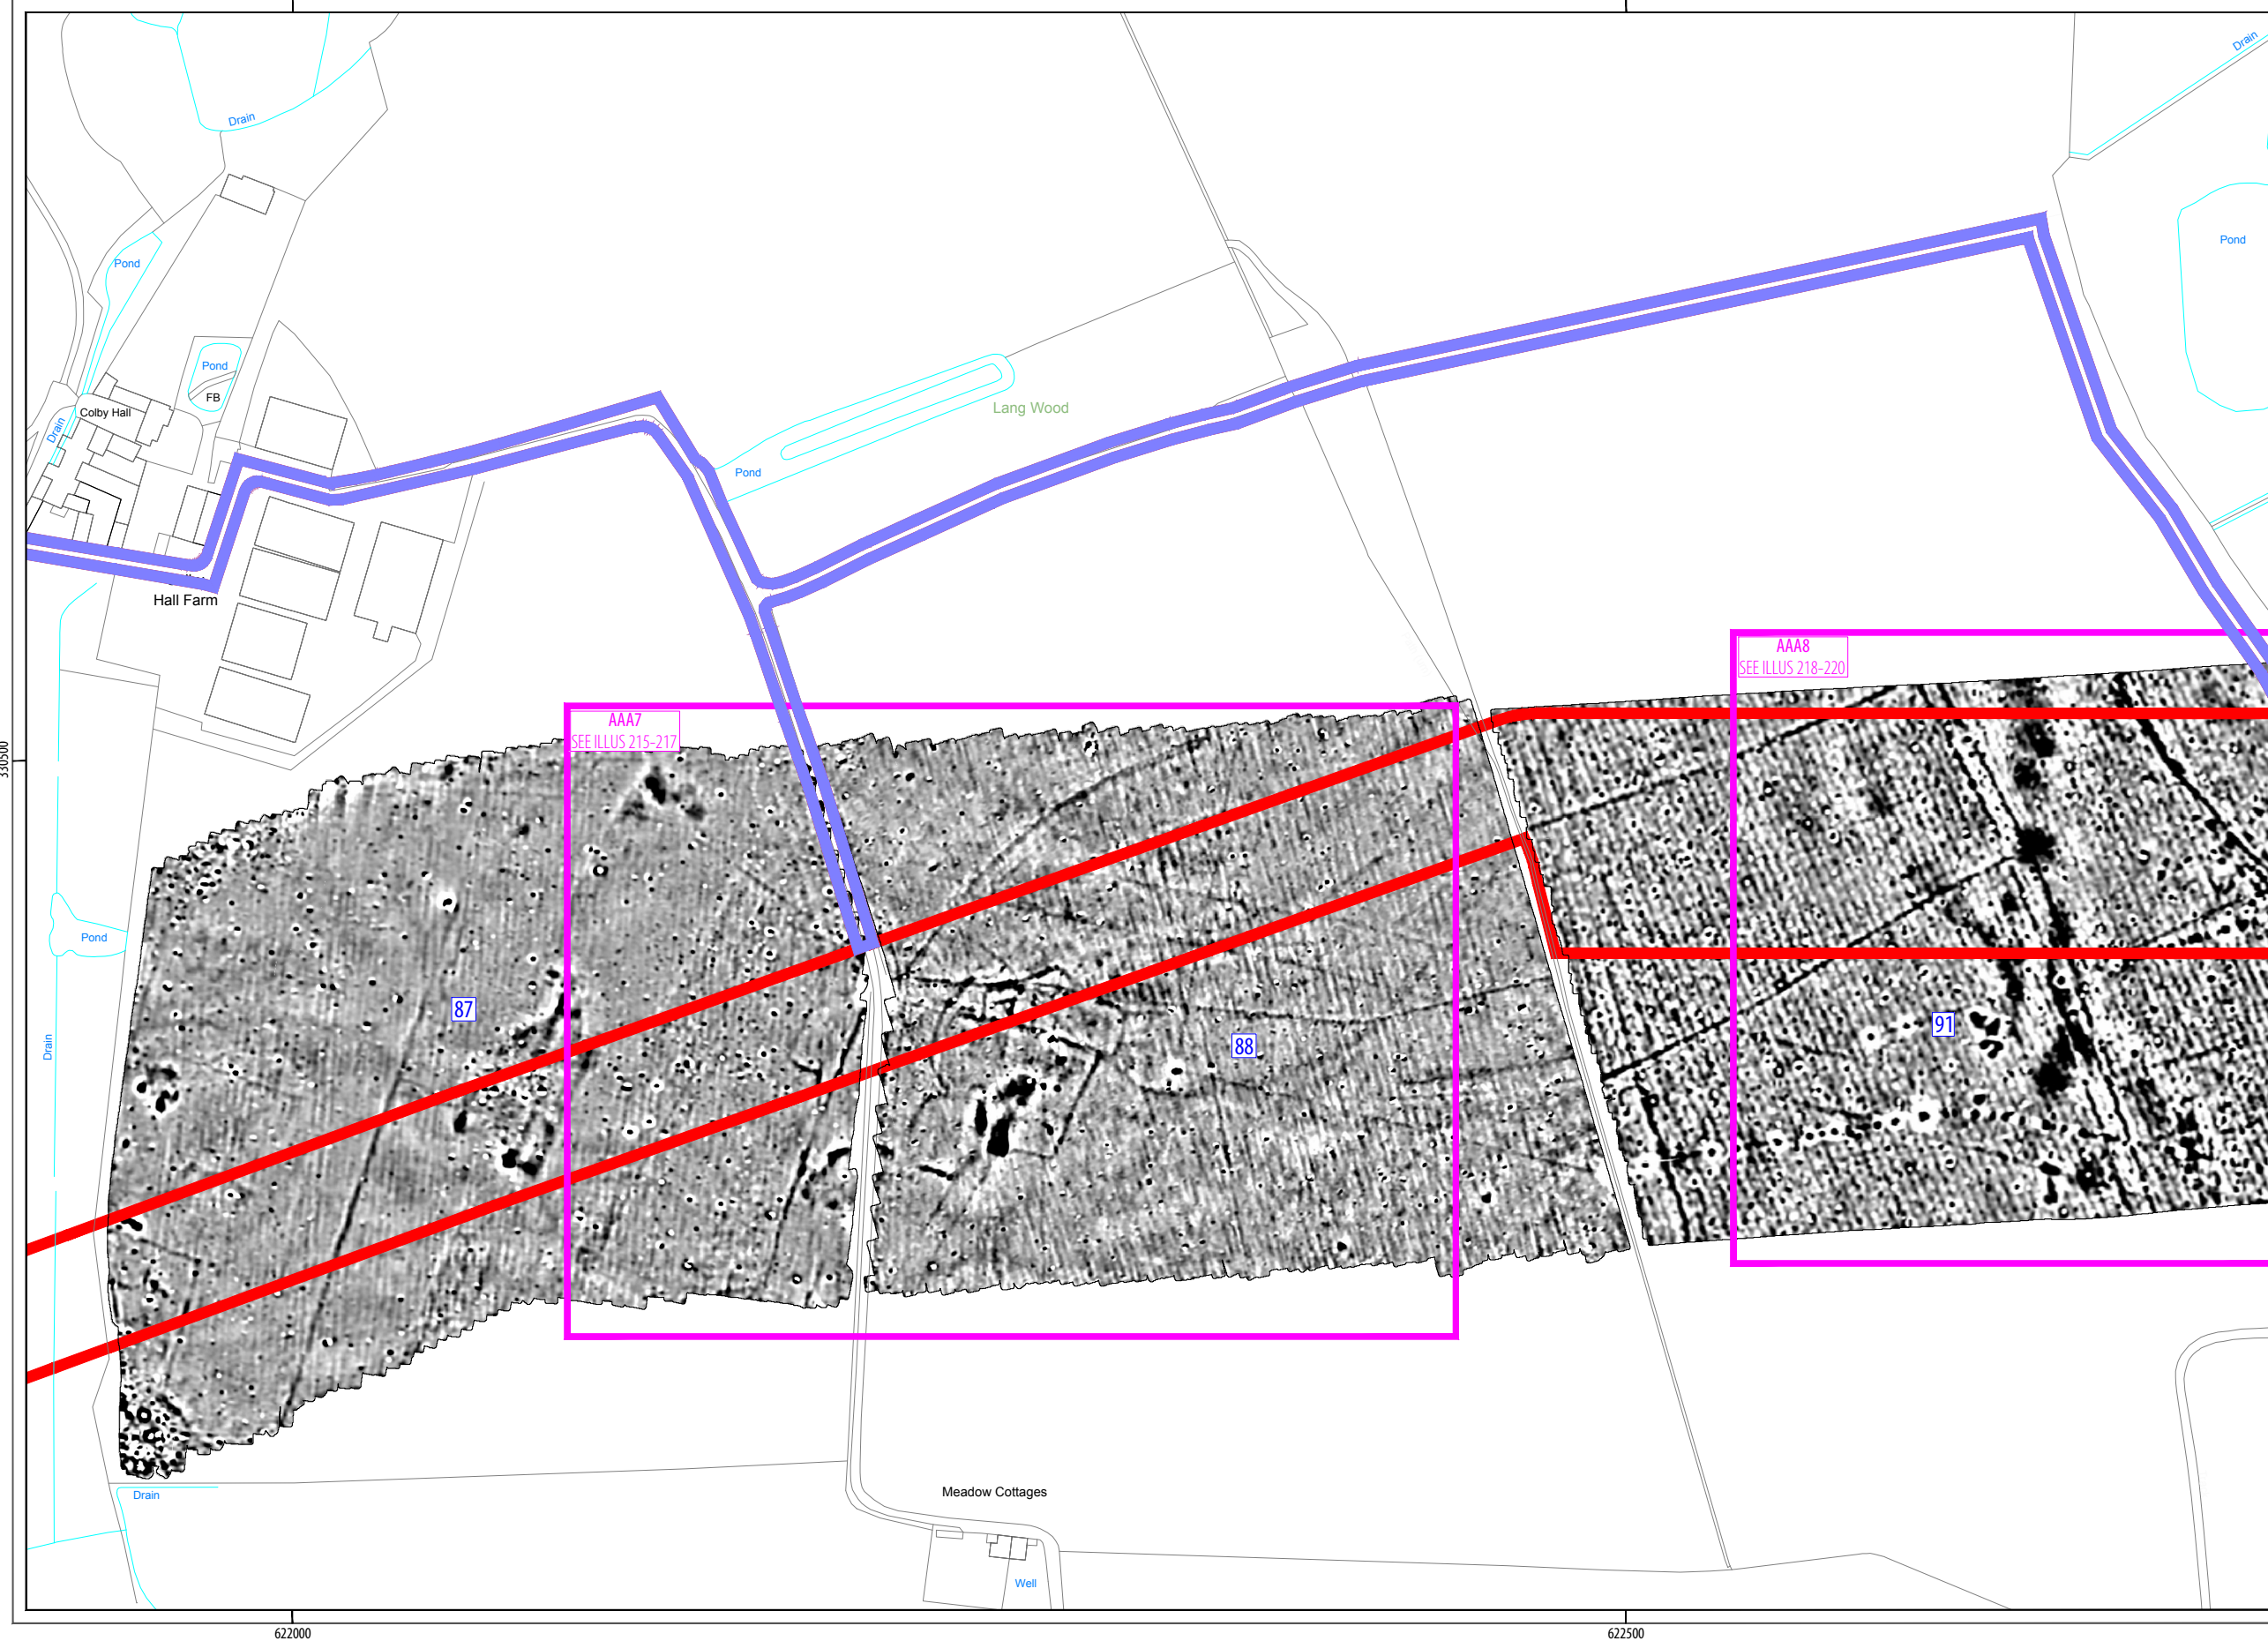 Drain
Drain
Pond
Pond
Pond
FB
Colby Hall
Drain
Lang Wood
Pond
Hall Farm
AAA8
SEE ILLUS 218-220
AAA7
SEE ILLUS 215-217
330500
Pond
87
91
88
Drain
Meadow Cottages
Drain
Well
622000
622500